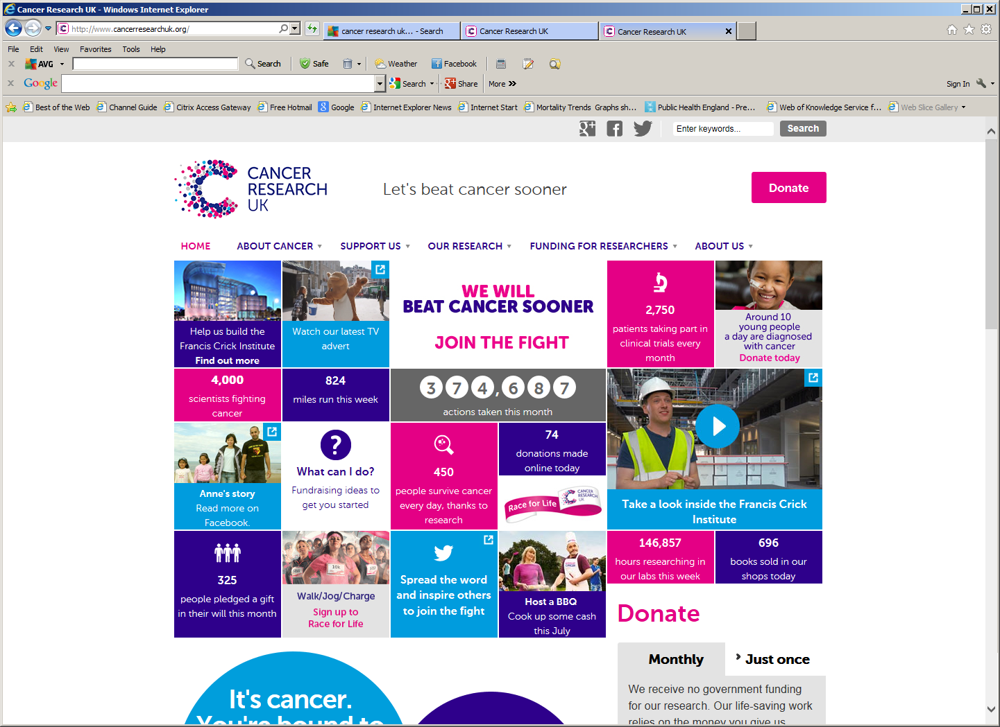 Cancer Research UK - Windows Internet Explorer
http://www.cancerresearchuk.org/
cancer research uk... - Search
Cancer Research UK
Cancer Research UK
File Edit View Favorites Tools Help
AVG Search Safe Weather Facebook
Google Search Share More Sign In
Best of the Web Channel Guide Citrix Access Gateway Free Hotmail Google Internet Explorer News Internet Start Mortality Trends Graphs sh... Public Health England - Pre... Web of Knowledge Service f... Web Slice Gallery
Enter keywords... Search
CANCER
RESEARCH
UK
Let's beat cancer sooner
Donate
HOME ABOUT CANCER SUPPORT US OUR RESEARCH FUNDING FOR RESEARCHERS ABOUT US
Help us build the
Francis Crick Institute
Find out more
Watch our latest TV
advert
WE WILL
BEAT CANCER SOONER
JOIN THE FIGHT
2,750
patients taking part in
clinical trials every
month
Around 10
young people
a day are diagnosed
with cancer
Donate today
4,000
scientists fighting
cancer
824
miles run this week
374,687
actions taken this month
Anne's story
Read more on
Facebook.
?
What can I do?
Fundraising ideas to
get you started
450
people survive cancer
every day, thanks to
research
74
donations made
online today
Race for Life
CANCER
RESEARCH
UK
Take a look inside the Francis Crick
Institute
325
people pledged a gift
in their will this month
10k
Walk/Jog/Charge
Sign up to
Race for Life
Spread the word
and inspire others
to join the fight
Host a BBQ
Cook up some cash
this July
146,857
hours researching in
our labs this week
696
books sold in our
shops today
Donate
Monthly
Just once
We receive no government funding
for our research. Our life-saving work
relies on the money you give us
It's cancer.
You're bound to